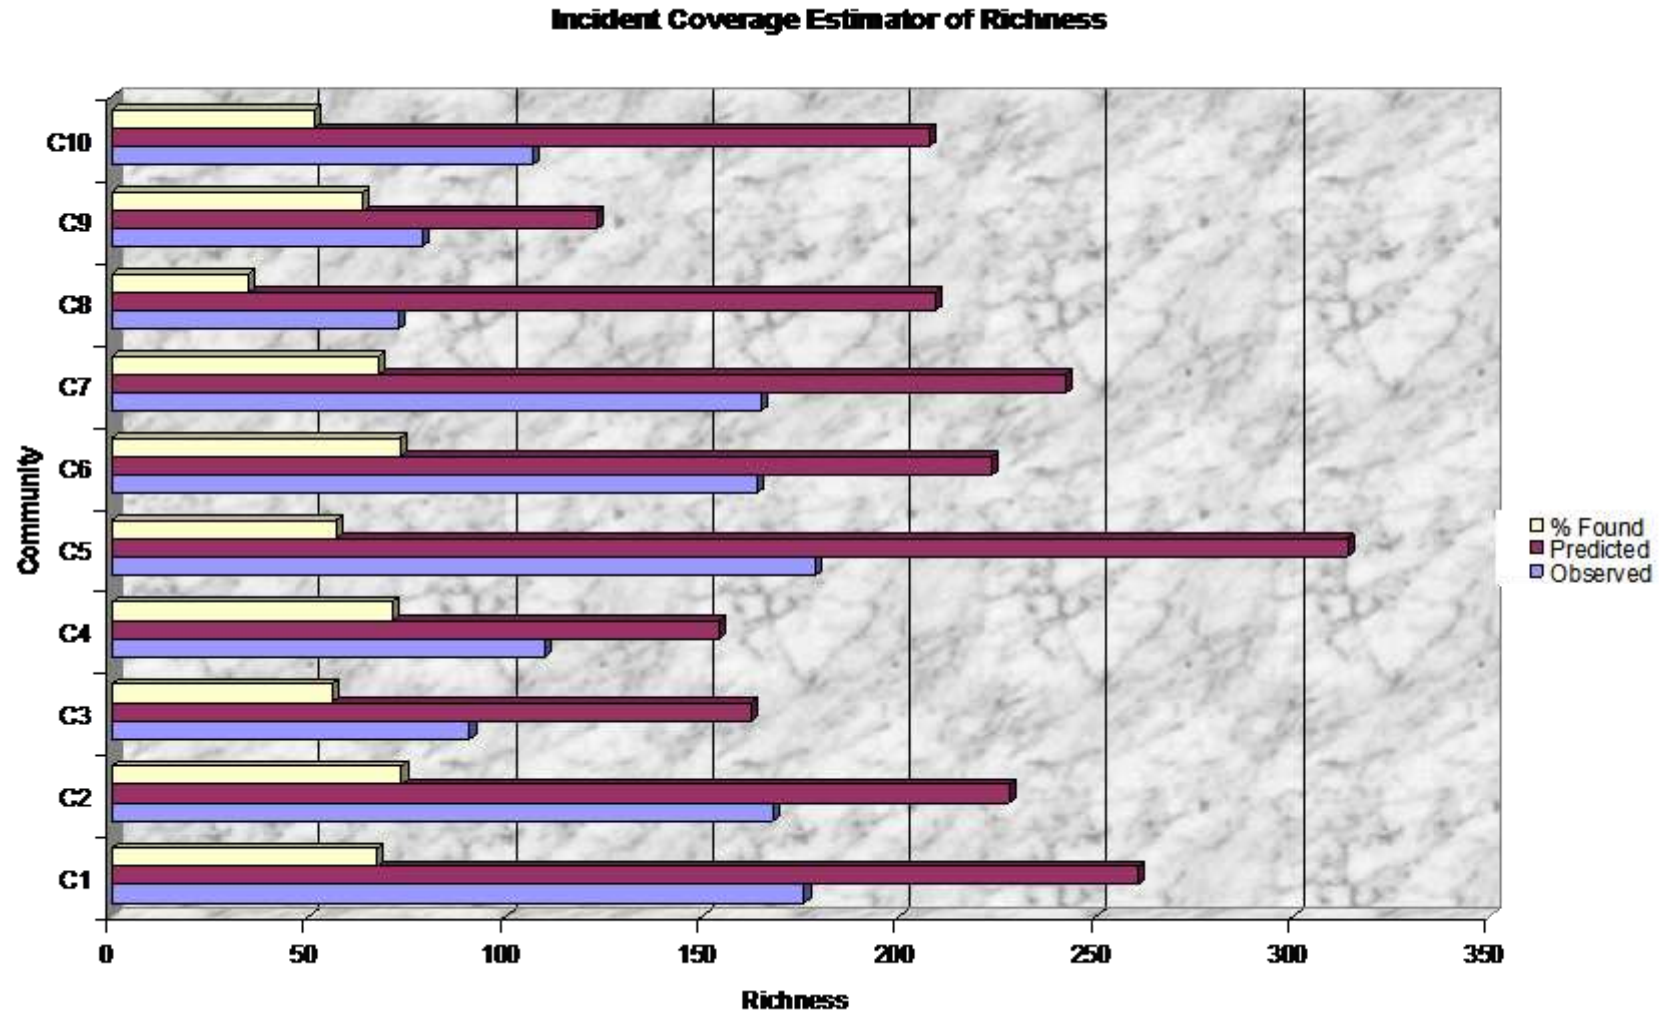 Incident Coverage Estimator of Richness
C10
C9
C8
C7
C6
C5
C4
C3
C2
C1
Community
0 50 100 150 200 250 300 350
Richness
% Found
Predicted
Observed